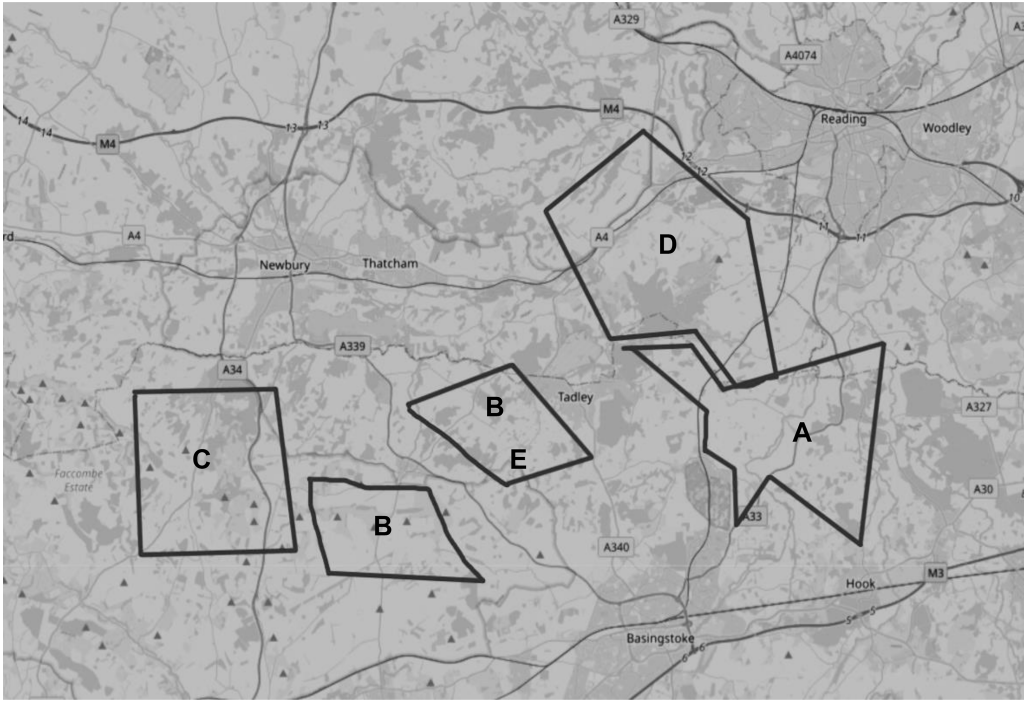 A329
A3
A4074
M4
Reading
Woodley
14
14
M4
13
13
12
12
10
rd
A4
A4
D
11
11
Newbury
Thatcham
A339
A34
B
Tadley
A327
A
C
E
Faccombe
Estate
A30
B
A33
A340
M3
Hook
5
5
Basingstoke
6
6